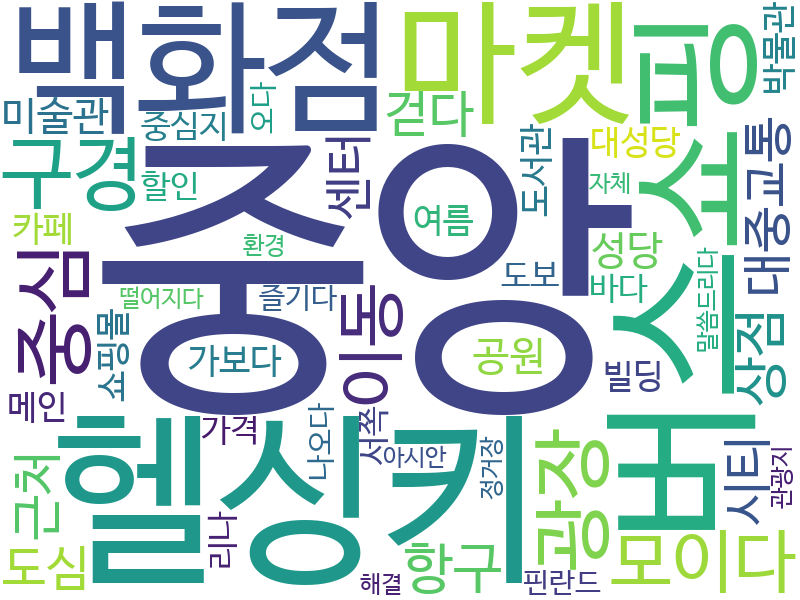 백화점
마켓
쇼핑
박물관
미술관
중심지
오다
걷다
구경
할인
센터
도서관
대성당
대중교통
자체
카페
중앙
여름
환경
성당
중심
떨어지다
즐기다
이동
도보
바다
말씀드리다
쇼핑몰
가보다
공원
빌딩
상점
메인
가격
나오다
서쪽
아시안
정거장
헬싱키
광장
버스
시티
관광지
근처
리나
도심
해결
항구
핀란드
모이다